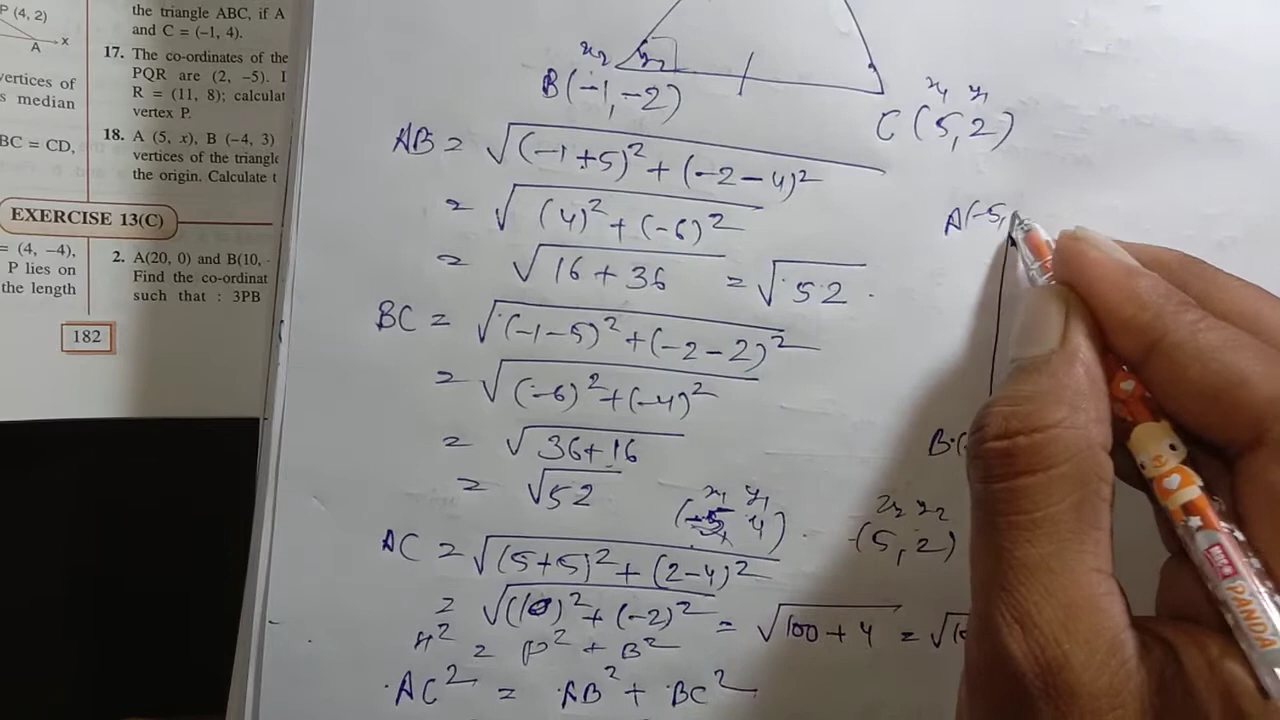 P (4, 2)
A x
vertices of
s median
BC = CD,
the triangle ABC, if A
and C = (-1, 4).
17. The co-ordinates of the
PQR are (2, -5). I
R = (11, 8); calculat
vertex P.
18. A (5, x), B (-4, 3)
vertices of the triangle
the origin. Calculate t
EXERCISE 13(C)
= (4, -4),
P lies on
the length
2. A(20, 0) and B(10, -
Find the co-ordinat
such that : 3PB
182
x2 y2
B(-1,-2)
x1 y1
C (5,2)
AB = √(-1+5)²+(-2-4)²
= √(4)²+(-6)²
= √16+36 = √52.
A(-5,
BC = √(-1-5)²+(-2-2)²
= √(-6)²+(-4)²
= √36+16
= √52
B(
x1 y1
(-5 4)
x2 y2
(5,2)
AC = √(5+5)²+(2-4)²
= √(10)²+(-2)² = √100+4 = √10
H² = P²+B²
AC² = AB²+BC²
MICRO PANDA